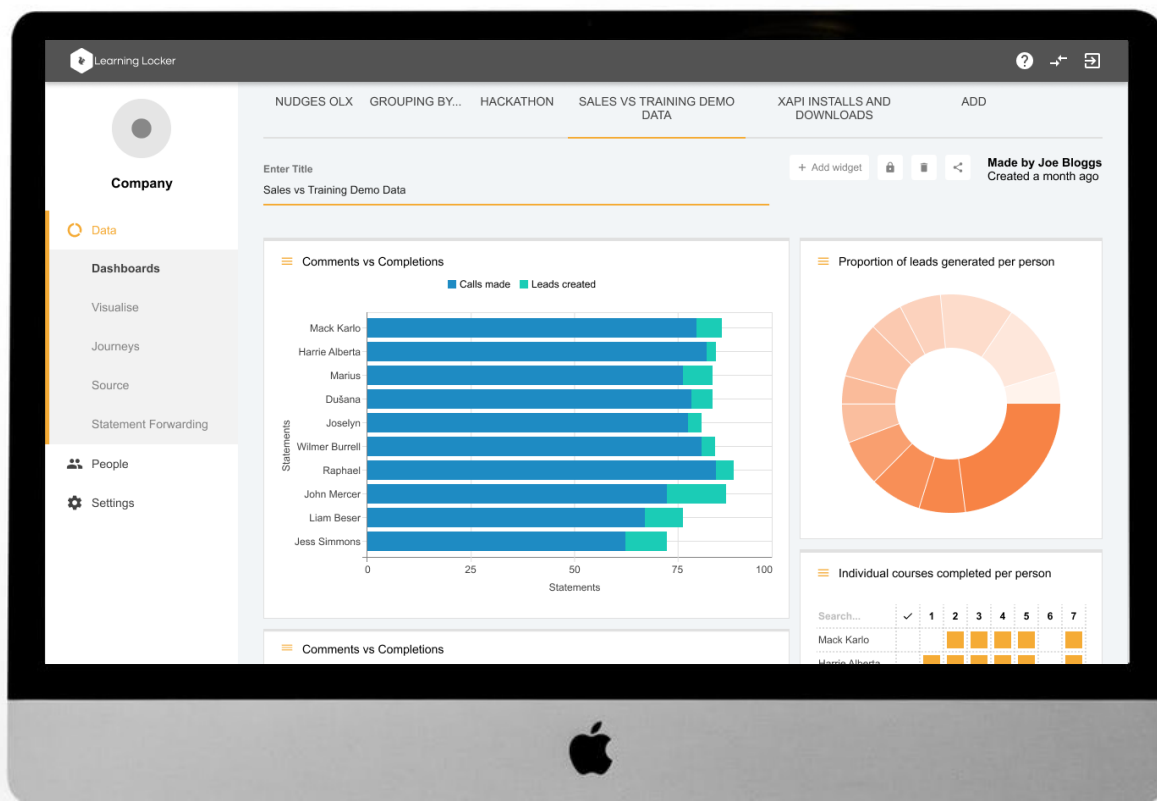 Learning Locker
Company
Data
Dashboards
Visualise
Journeys
Source
Statement Forwarding
People
Settings
NUDGES OLX
GROUPING BY...
HACKATHON
SALES VS TRAINING DEMO
DATA
XAPI INSTALLS AND
DOWNLOADS
ADD
Enter Title
Sales vs Training Demo Data
+ Add widget
Made by Joe Bloggs
Created a month ago
Comments vs Completions
Calls made
Leads created
Statements
Mack Karlo
Harrie Alberta
Marius
Dušana
Joselyn
Wilmer Burrell
Raphael
John Mercer
Liam Beser
Jess Simmons
0 25 50 75 100
Statements
Comments vs Completions
Proportion of leads generated per person
Individual courses completed per person
Search... 1 2 3 4 5 6 7
Mack Karlo
Harrie Alberta